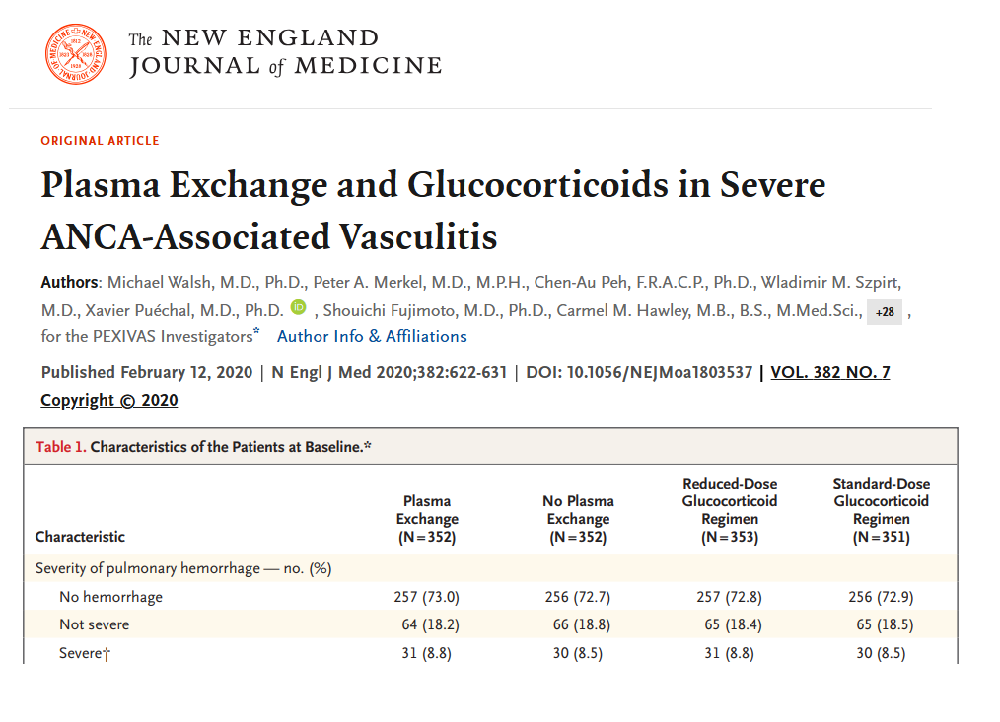 The NEW ENGLAND
JOURNAL of MEDICINE
ORIGINAL ARTICLE
Plasma Exchange and Glucocorticoids in Severe
ANCA-Associated Vasculitis
Authors: Michael Walsh, M.D., Ph.D., Peter A. Merkel, M.D., M.P.H., Chen-Au Peh, F.R.A.C.P., Ph.D., Wladimir M. Szpirt,
M.D., Xavier Puéchal, M.D., Ph.D. iD , Shouichi Fujimoto, M.D., Ph.D., Carmel M. Hawley, M.B., B.S., M.Med.Sci., +28 ,
for the PEXIVAS Investigators* Author Info & Affiliations
Published February 12, 2020 | N Engl J Med 2020;382:622-631 | DOI: 10.1056/NEJMoa1803537 | VOL. 382 NO. 7
Copyright © 2020
Table 1. Characteristics of the Patients at Baseline.*
Characteristic Plasma Exchange (N=352) No Plasma Exchange (N=352) Reduced-Dose Glucocorticoid Regimen (N=353) Standard-Dose Glucocorticoid Regimen (N=351)
Severity of pulmonary hemorrhage — no. (%)
No hemorrhage 257 (73.0) 256 (72.7) 257 (72.8) 256 (72.9)
Not severe 64 (18.2) 66 (18.8) 65 (18.4) 65 (18.5)
Severe† 31 (8.8) 30 (8.5) 31 (8.8) 30 (8.5)